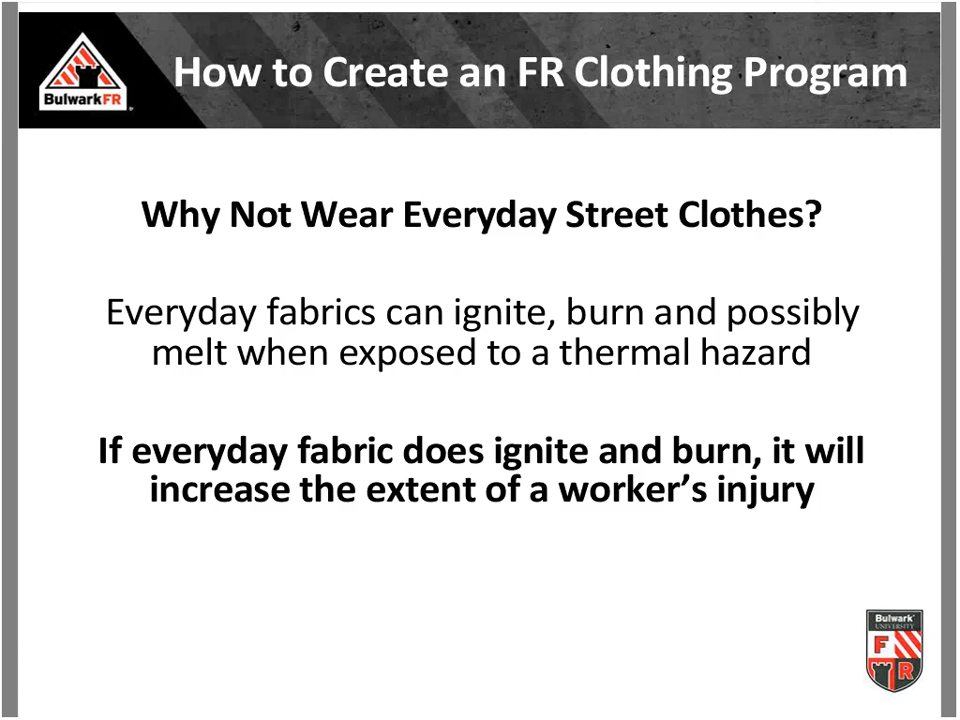 How to Create an FR Clothing Program
BulwarkFR
Why Not Wear Everyday Street Clothes?
Everyday fabrics can ignite, burn and possibly
melt when exposed to a thermal hazard
If everyday fabric does ignite and burn, it will
increase the extent of a worker’s injury
Bulwark
UNIVERSITY
F
R